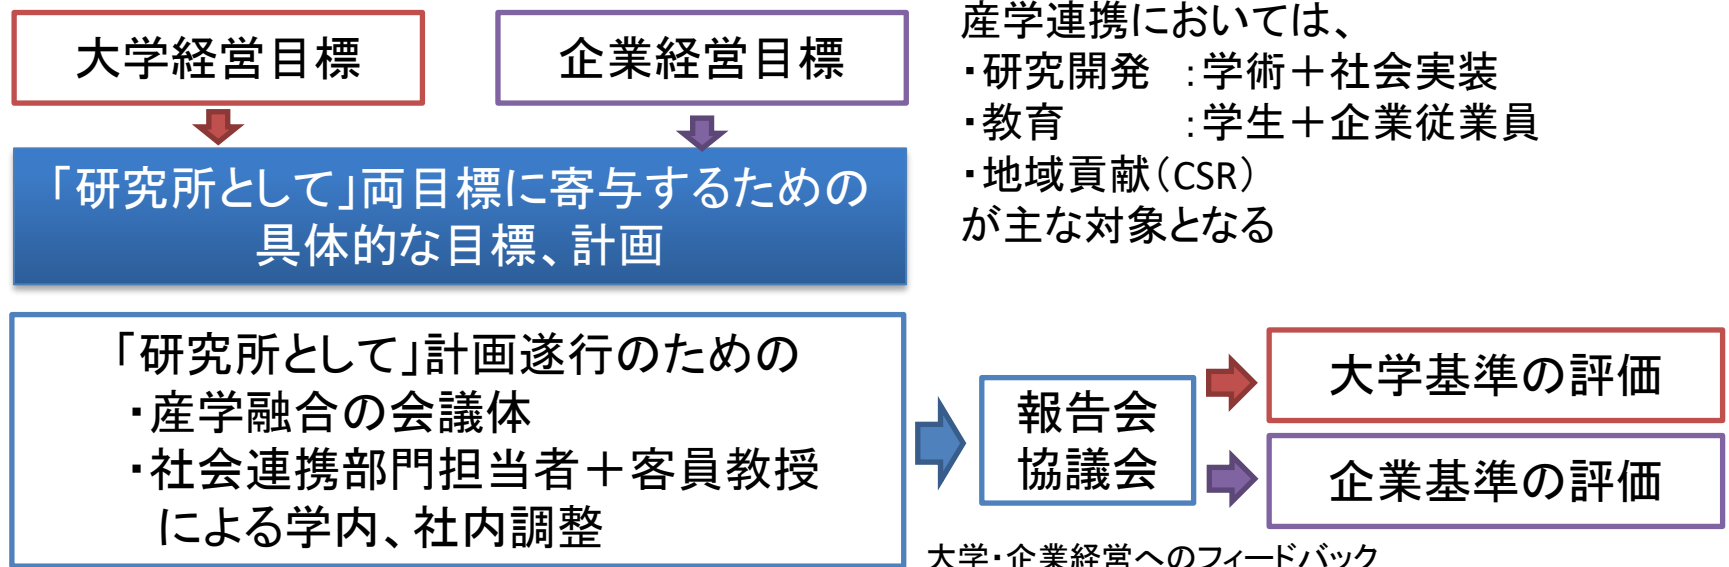 大学経営目標
企業経営目標
「研究所として」両目標に寄与するための
具体的な目標、計画
「研究所として」計画遂行のための
・産学融合の会議体
・社会連携部門担当者＋客員教授
による学内、社内調整
産学連携においては、
・研究開発　：学術＋社会実装
・教育　　　：学生＋企業従業員
・地域貢献（CSR）
が主な対象となる
報告会
協議会
大学基準の評価
企業基準の評価
大学・企業経営へのフィードバック